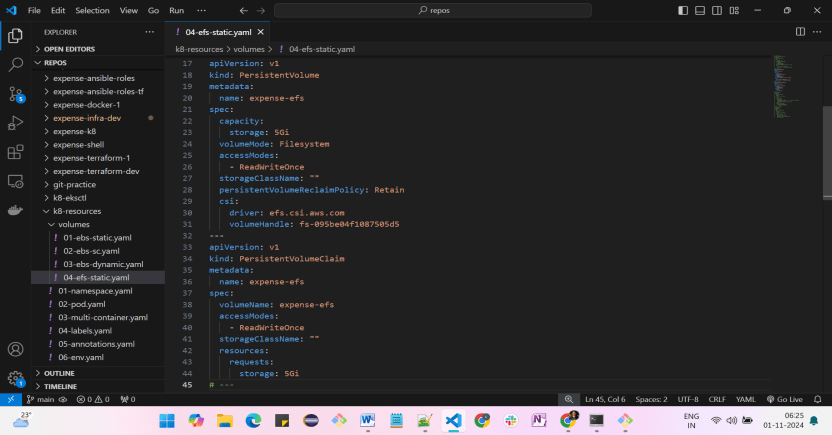 File Edit Selection View Go Run ···
repos
EXPLORER ···
OPEN EDITORS
REPOS
expense-ansible-roles
expense-ansible-roles-tf
expense-docker-1
expense-infra-dev
expense-k8
expense-shell
expense-terraform-1
expense-terraform-dev
git-practice
k8-eksctl
k8-resources
volumes
! 01-ebs-static.yaml
! 02-ebs-sc.yaml
! 03-ebs-dynamic.yaml
! 04-efs-static.yaml
! 01-namespace.yaml
! 02-pod.yaml
! 03-multi-container.yaml
! 04-labels.yaml
! 05-annotations.yaml
! 06-env.yaml
OUTLINE
TIMELINE
5
1
! 04-efs-static.yaml ×
k8-resources > volumes > ! 04-efs-static.yaml
17 apiVersion: v1
18 kind: PersistentVolume
19 metadata:
20 name: expense-efs
21 spec:
22 capacity:
23 storage: 5Gi
24 volumeMode: Filesystem
25 accessModes:
26 - ReadWriteOnce
27 storageClassName: ""
28 persistentVolumeReclaimPolicy: Retain
29 csi:
30 driver: efs.csi.aws.com
31 volumeHandle: fs-095be04f1087505d5
32 ---
33 apiVersion: v1
34 kind: PersistentVolumeClaim
35 metadata:
36 name: expense-efs
37 spec:
38 volumeName: expense-efs
39 accessModes:
40 - ReadWriteOnce
41 storageClassName: ""
42 resources:
43 requests:
44 storage: 5Gi
45 # ---
main 0 0 0 Ln 45, Col 6 Spaces: 2 UTF-8 CRLF YAML Go Live
23°
ENG
IN
06:25
01-11-2024